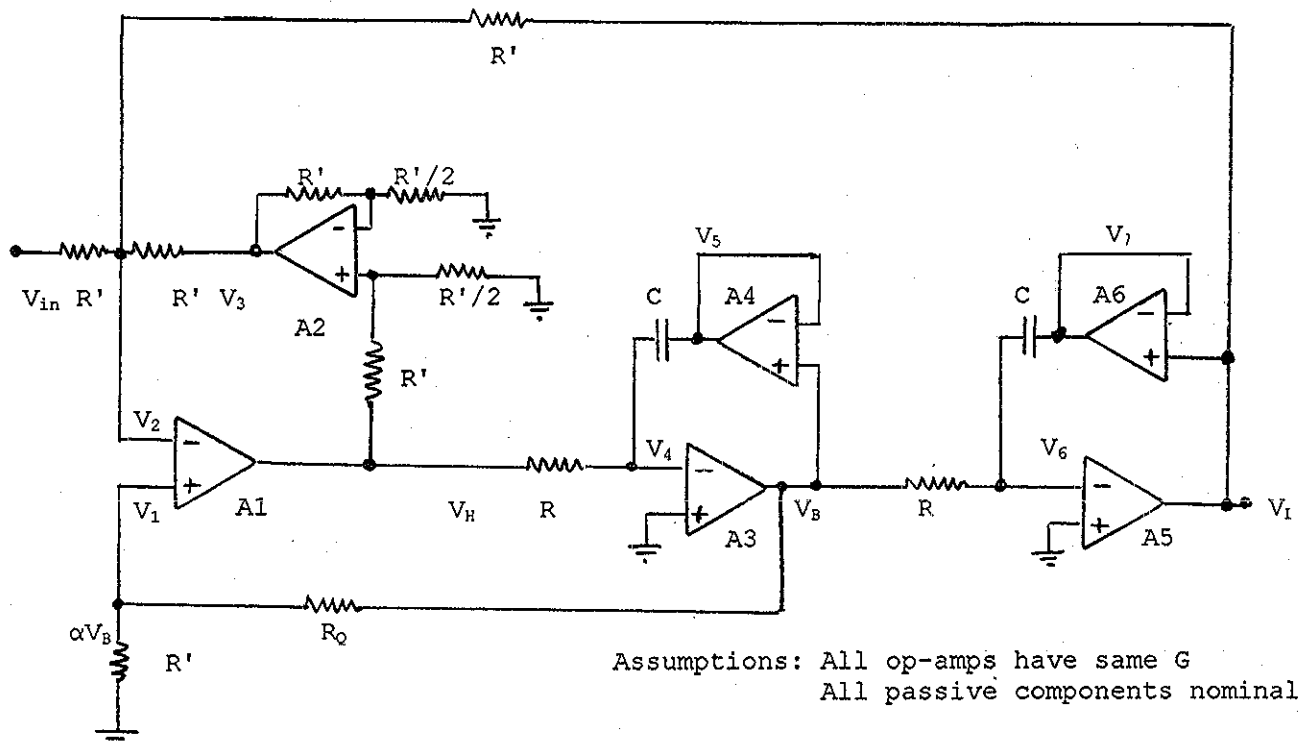 R'
R' R'/2
- +
R'/2
V_in R' R' V_3
A2
R'
V_5
C A4
- +
V_7
C A6
- +
V_2
-
+
V_1 A1
V_H R
V_4
-
+
A3
V_B R
V_6
-
+
A5
V_I
αV_B
R'
R_Q
Assumptions: All op-amps have same G
All passive components nominal